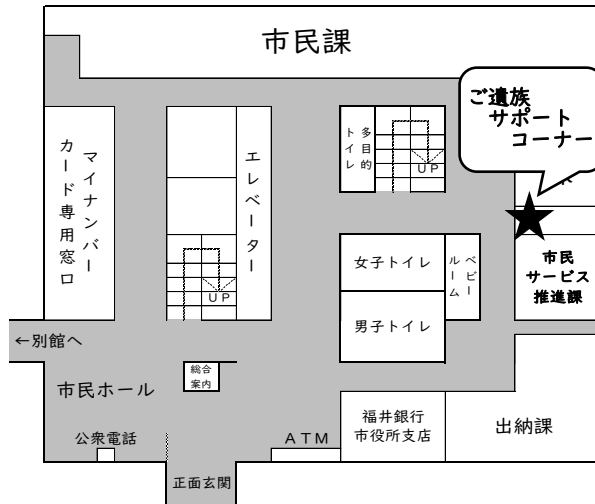 市民課
ご遺族
サポート
コーナー
多目的
トイレ
UP
マイナンバー
カード専用窓口
エレベーター
UP
女子トイレ
ベビー
ルーム
男子トイレ
市民
サービス
推進課
←別館へ
市民ホール
総合
案内
公衆電話
ATM
福井銀行
市役所支店
出納課
正面玄関